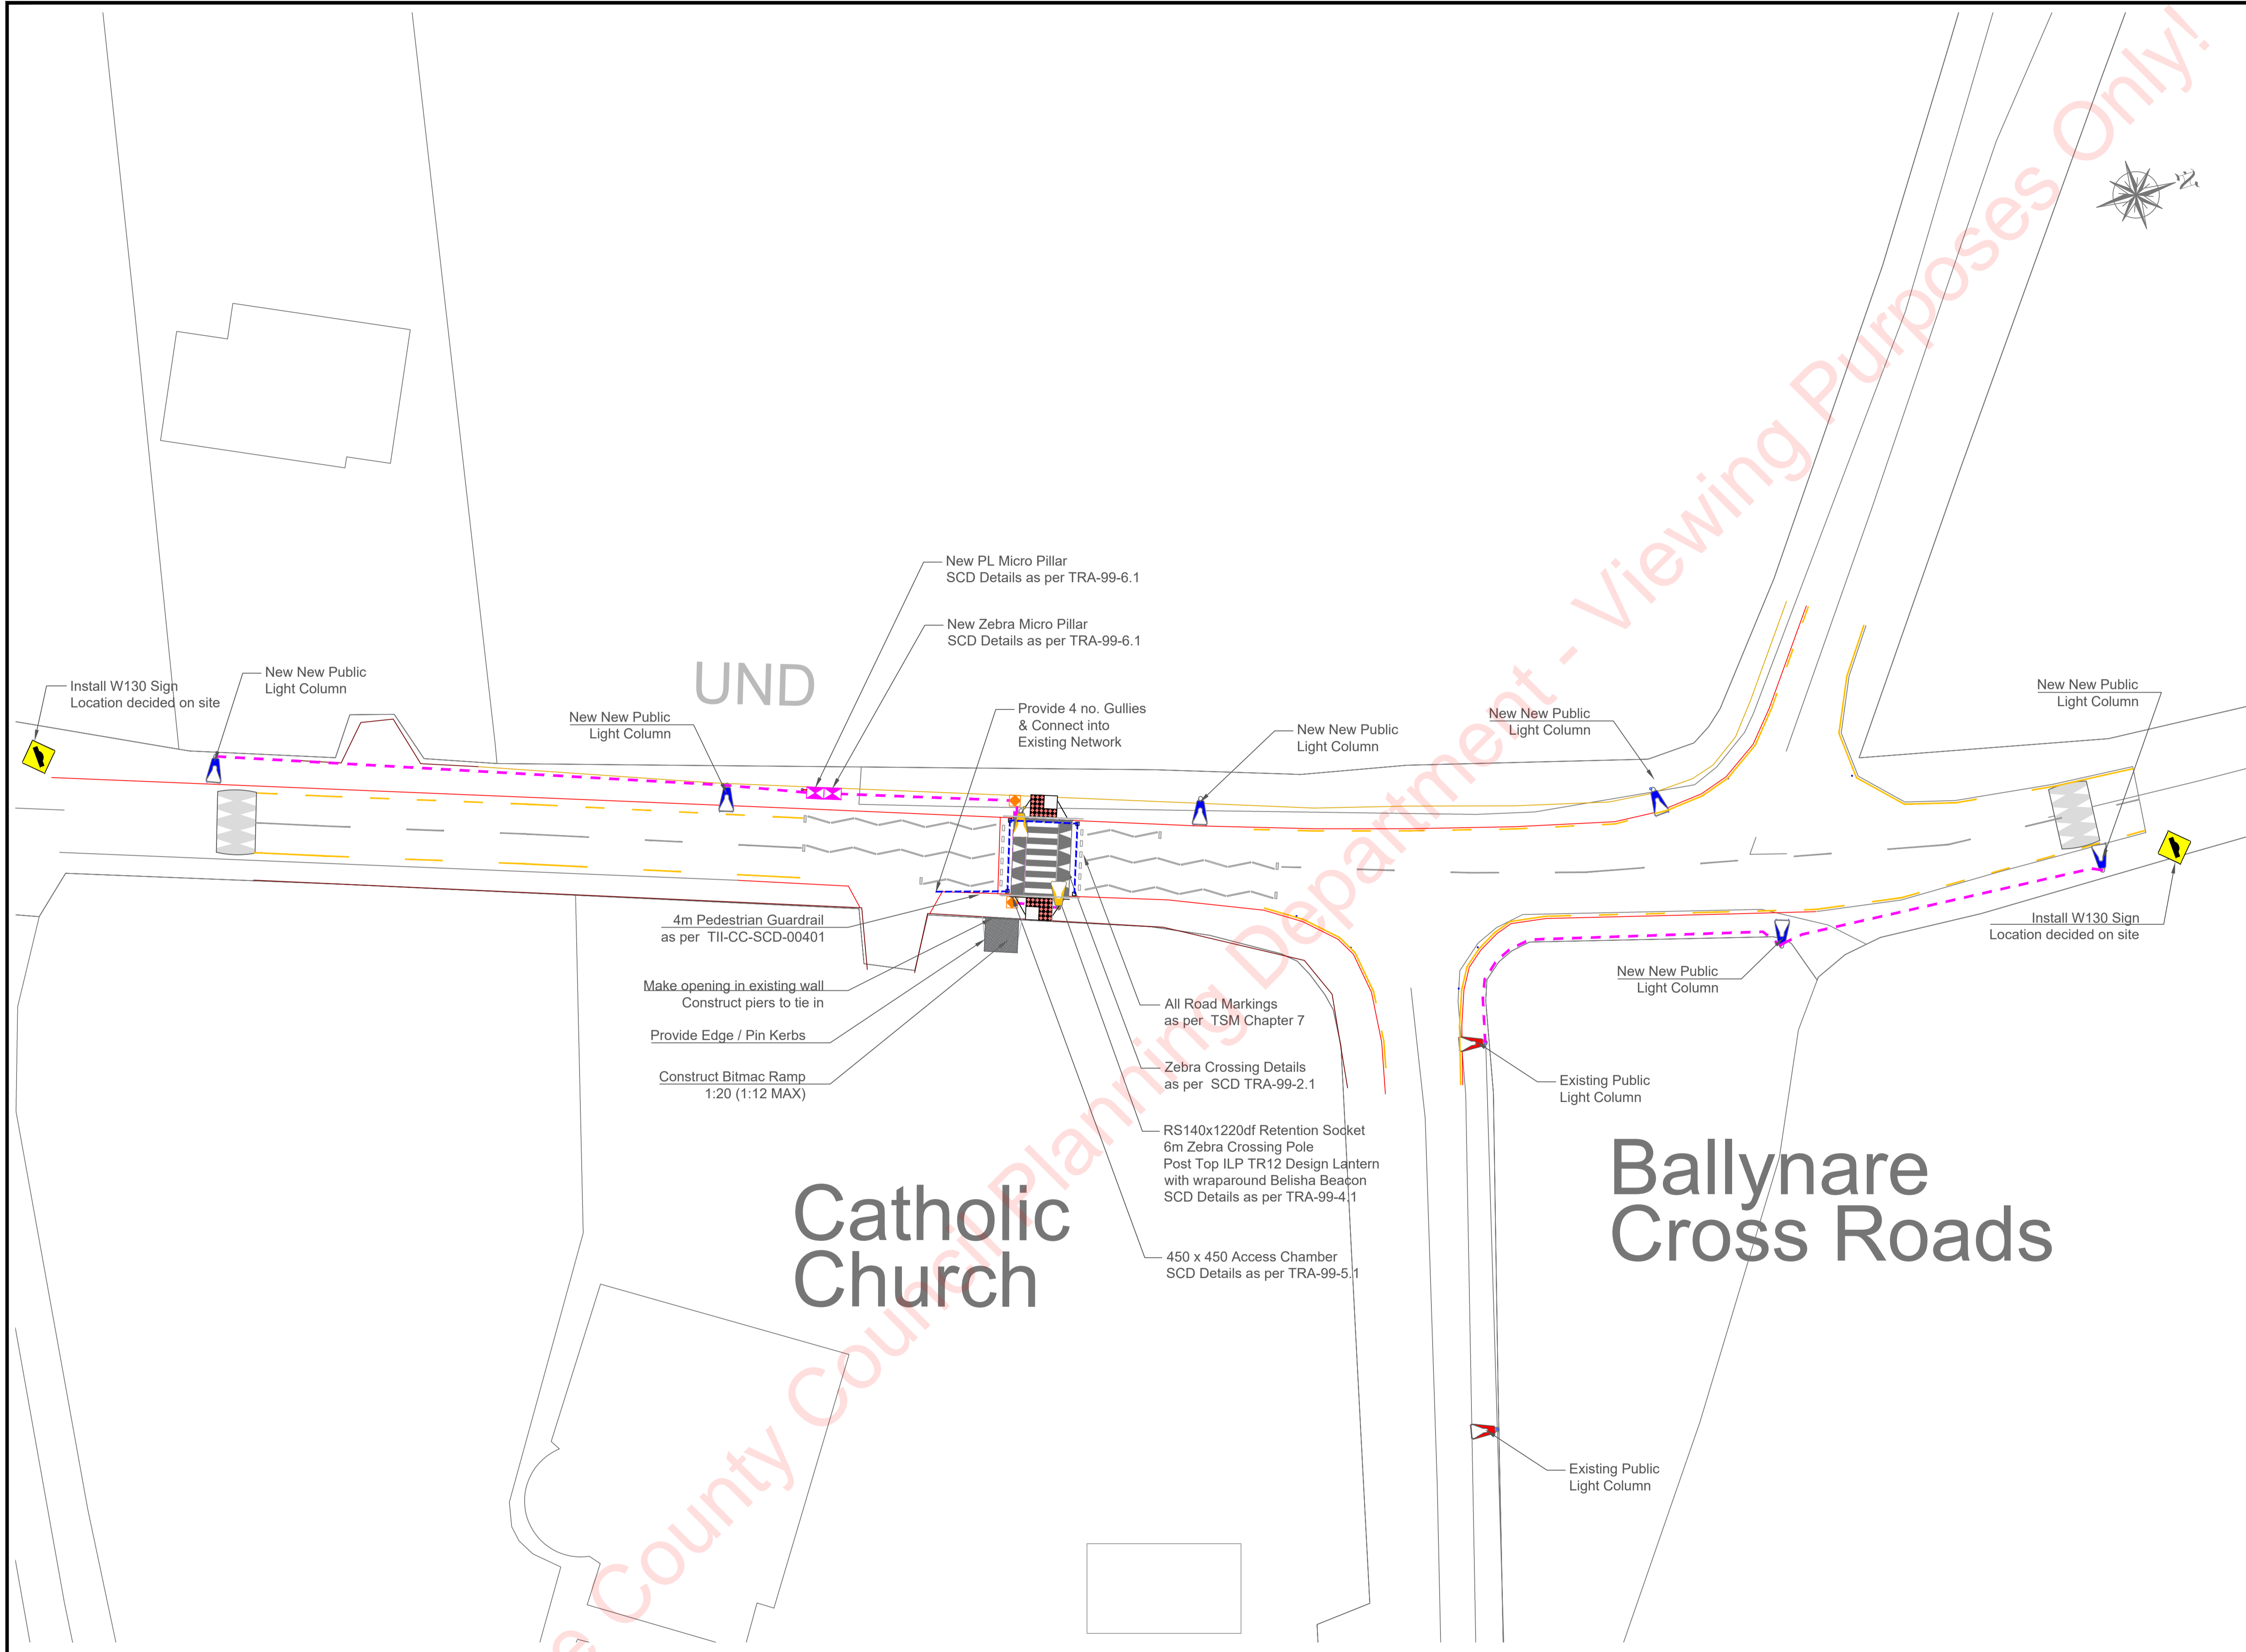 New PL Micro Pillar
SCD Details as per TRA-99-6.1
New Zebra Micro Pillar
SCD Details as per TRA-99-6.1
UND
Install W130 Sign
Location decided on site
New New Public
Light Column
New New Public
Light Column
Provide 4 no. Gullies
& Connect into
Existing Network
New New Public
Light Column
New New Public
Light Column
New New Public
Light Column
4m Pedestrian Guardrail
as per TII-CC-SCD-00401
Install W130 Sign
Location decided on site
Make opening in existing wall
Construct piers to tie in
New New Public
Light Column
Provide Edge / Pin Kerbs
All Road Markings
as per TSM Chapter 7
Construct Bitmac Ramp
1:20 (1:12 MAX)
Zebra Crossing Details
as per SCD TRA-99-2.1
Existing Public
Light Column
RS140x1220df Retention Socket
6m Zebra Crossing Pole
Post Top ILP TR12 Design Lantern
with wraparound Belisha Beacon
SCD Details as per TRA-99-4.1
Catholic
Church
Ballynare
Cross Roads
450 x 450 Access Chamber
SCD Details as per TRA-99-5.1
Existing Public
Light Column
N
County Council Planning Department - Viewing Purposes Only!